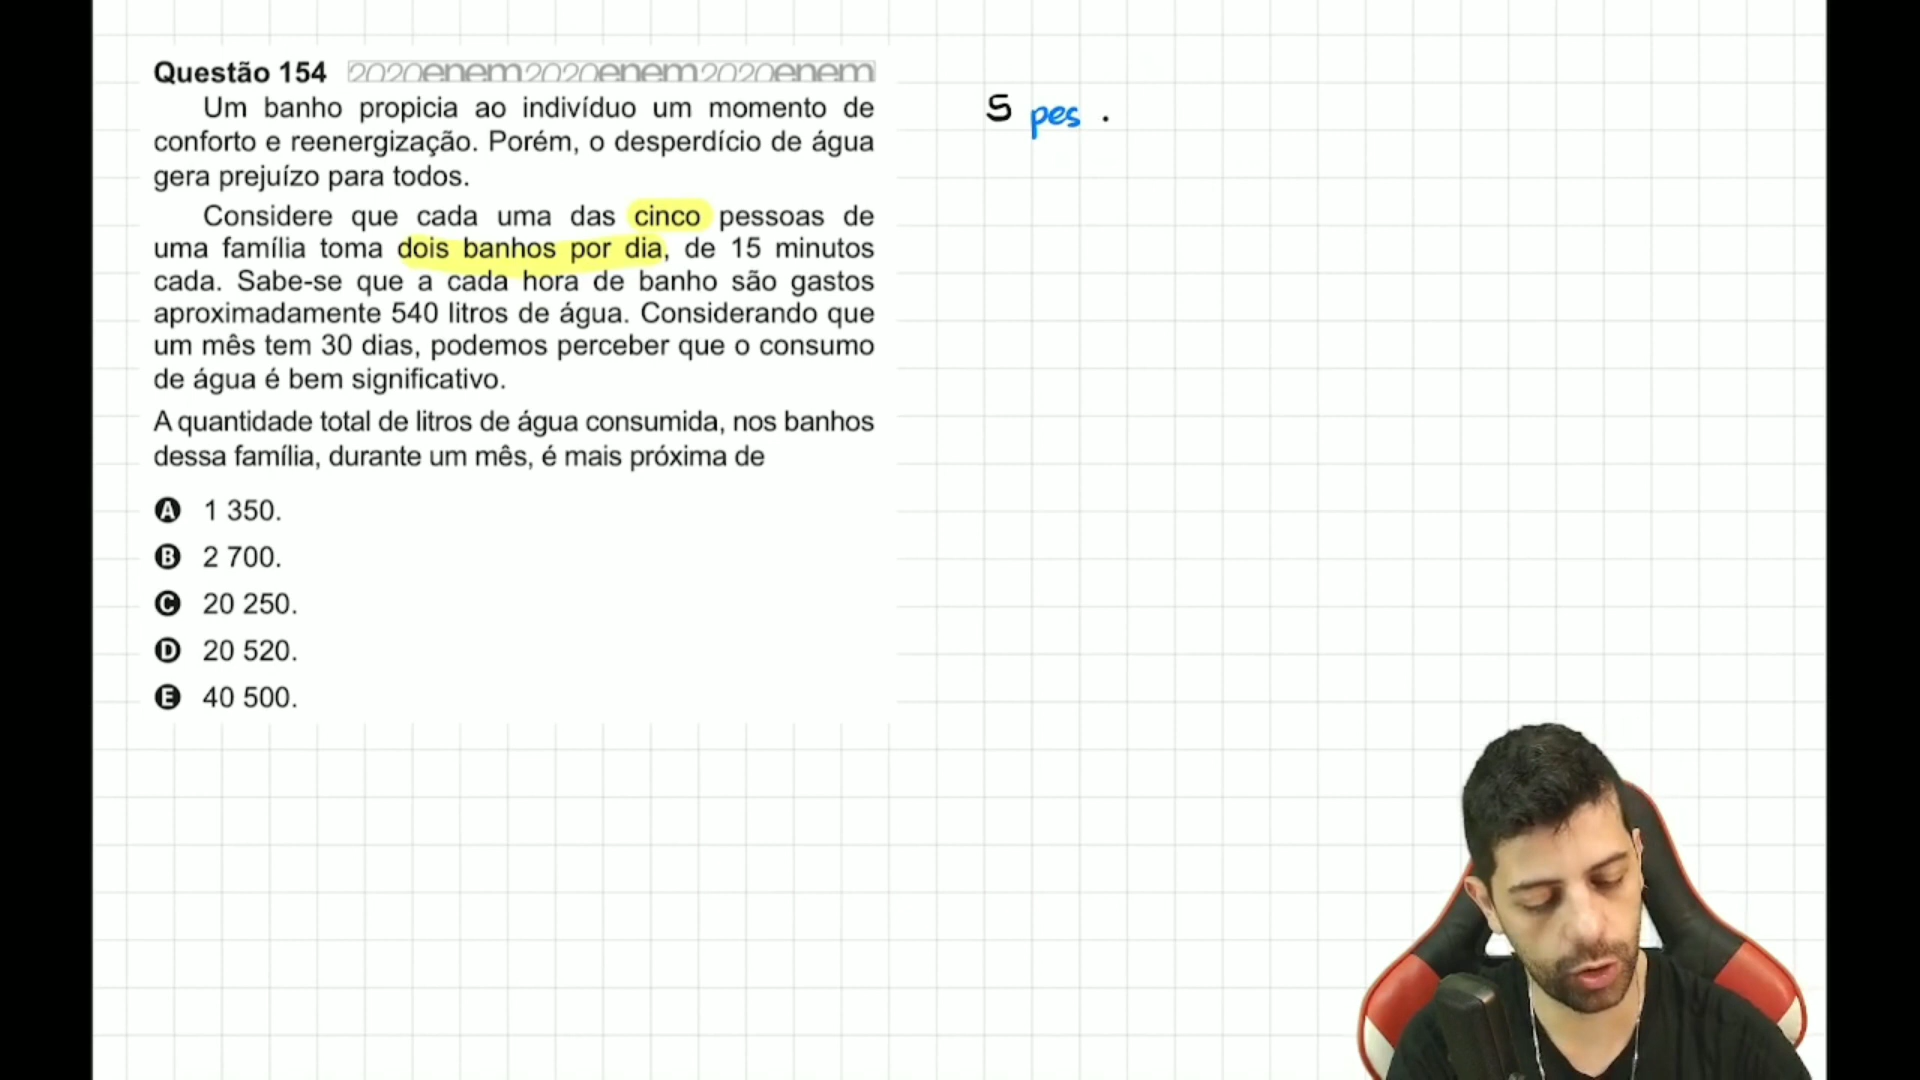 Questão 154 2020enem2020enem2020enem
Um banho propicia ao indivíduo um momento de
conforto e reenergização. Porém, o desperdício de água
gera prejuízo para todos.
Considere que cada uma das cinco pessoas de
uma família toma dois banhos por dia, de 15 minutos
cada. Sabe-se que a cada hora de banho são gastos
aproximadamente 540 litros de água. Considerando que
um mês tem 30 dias, podemos perceber que o consumo
de água é bem significativo.
A quantidade total de litros de água consumida, nos banhos
dessa família, durante um mês, é mais próxima de
A 1 350.
B 2 700.
C 20 250.
D 20 520.
E 40 500.
5 pes .